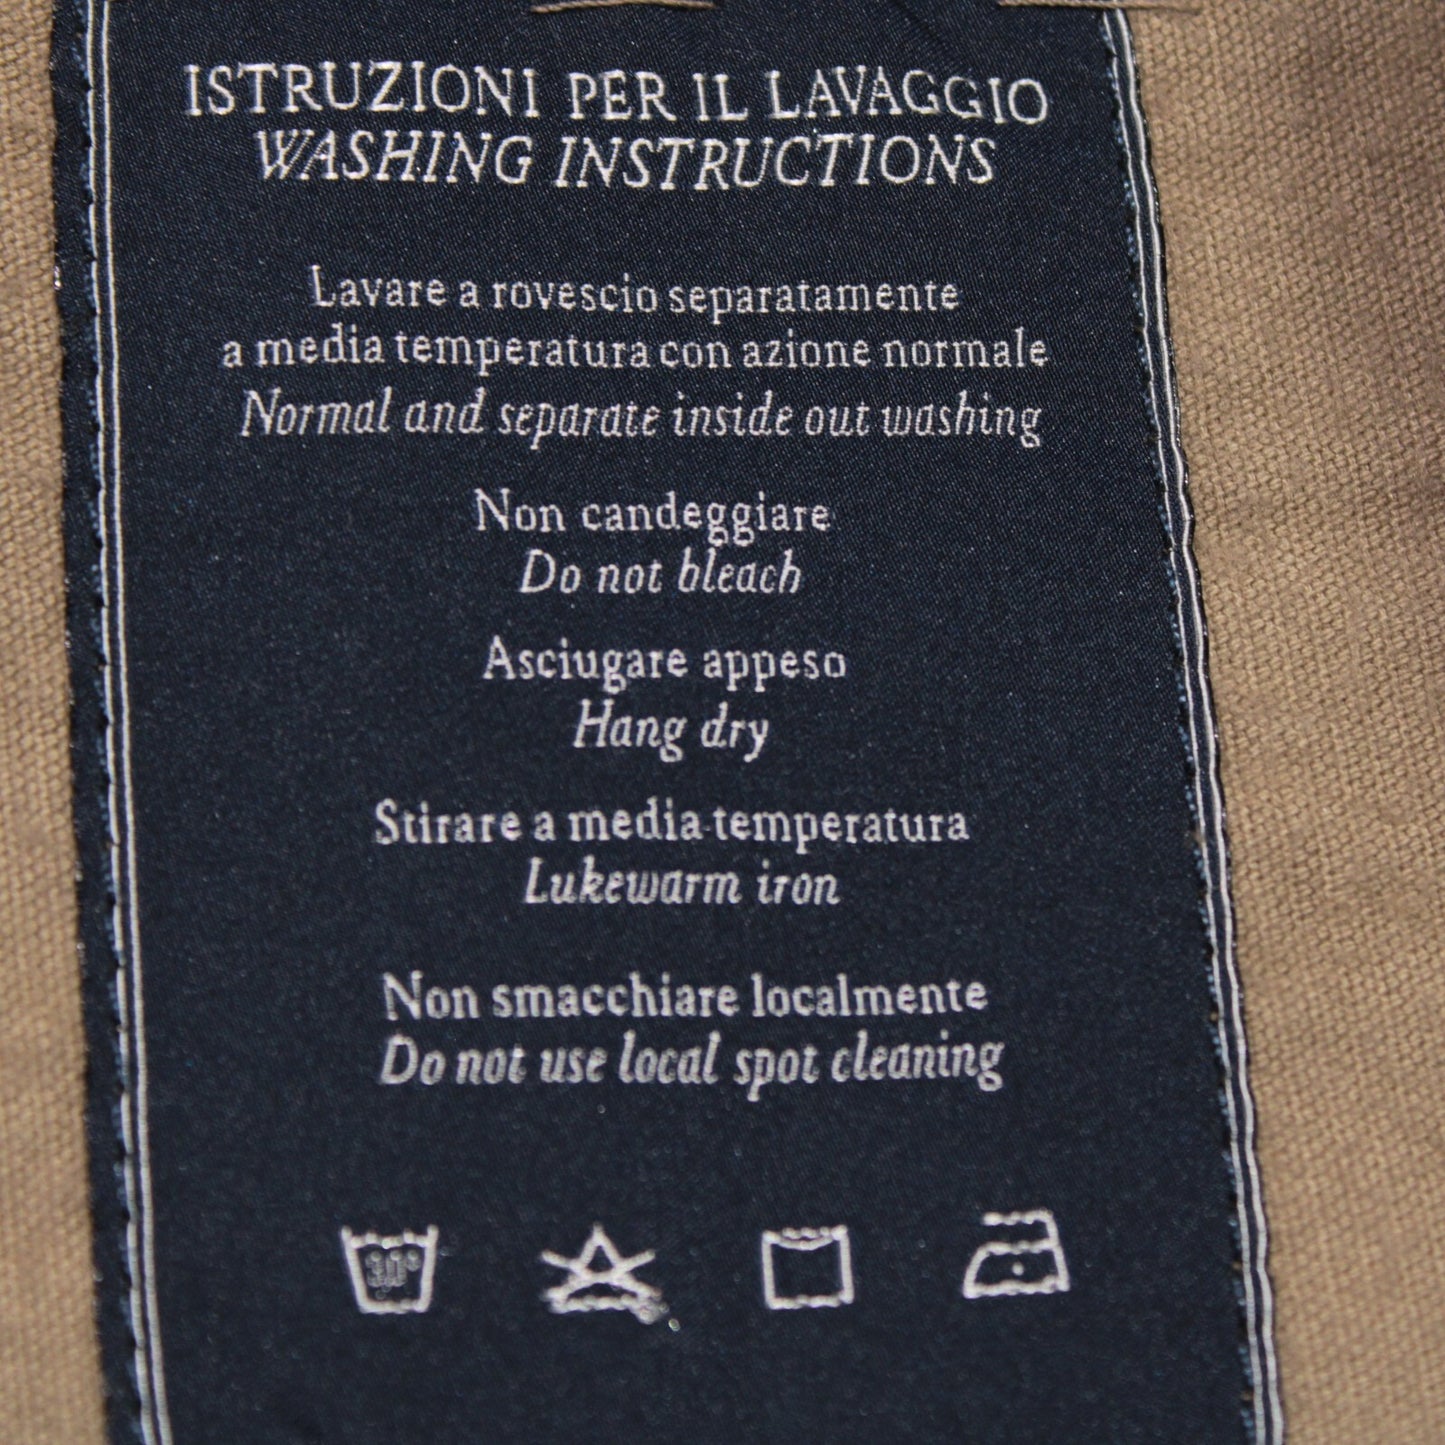 ISTRUZIONI PER IL LAVAGGIO
WASHING INSTRUCTIONS
Lavare a rovescio separatamente
a media temperatura con azione normale
Normal and separate inside out washing
Non candeggiare
Do not bleach
Asciugare appeso
Hang dry
Stirare a media temperatura
Lukewarm iron
Non smacchiare localmente
Do not use local spot cleaning
30°